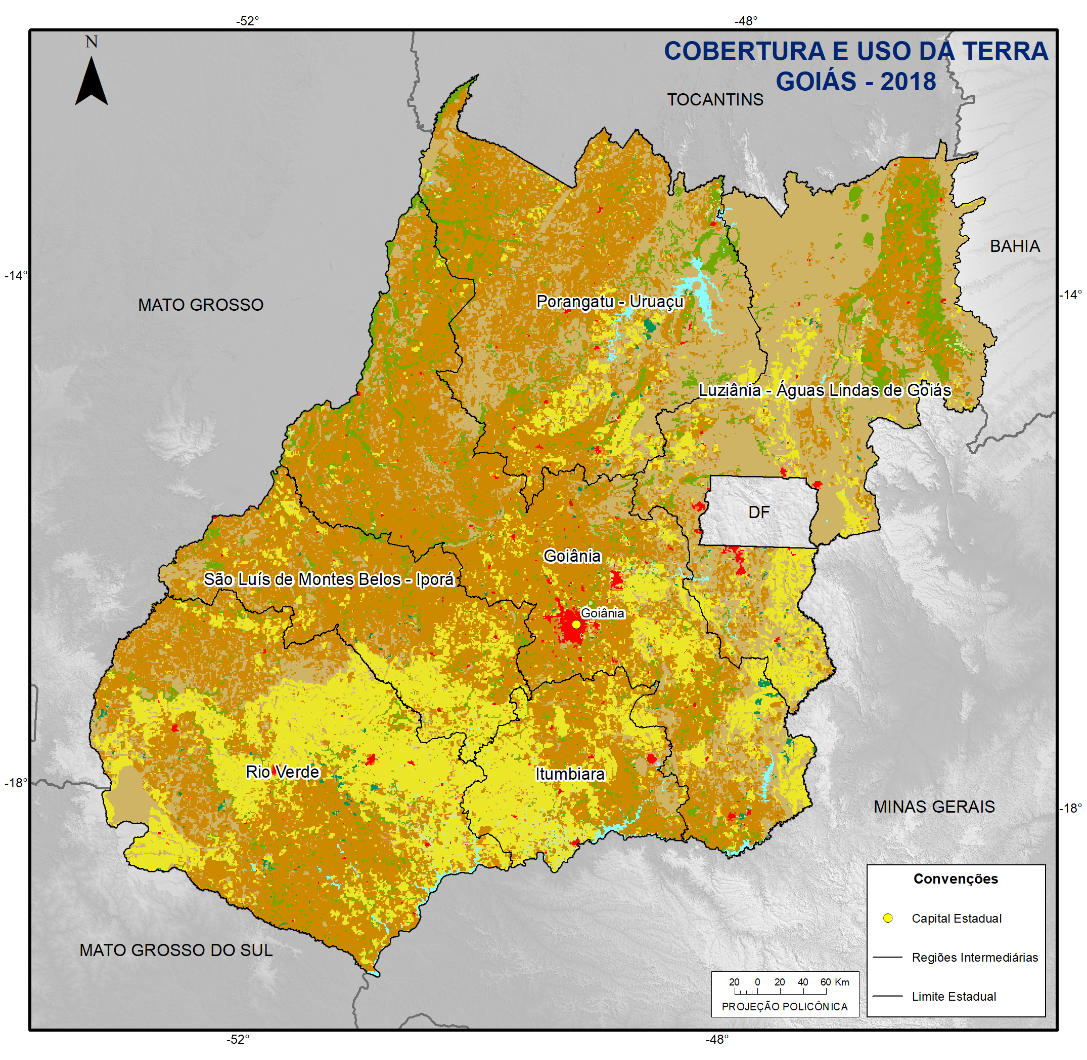 -52°
-48°
N
COBERTURA E USO DA TERRA
GOIÁS - 2018
TOCANTINS
BAHIA
-14°
-14°
MATO GROSSO
Porangatu - Uruaçu
Luziânia - Águas Lindas de Goiás
DF
Goiânia
São Luís de Montes Belos - Iporá
Goiânia
Rio Verde
Itumbiara
-18°
-18°
MINAS GERAIS
MATO GROSSO DO SUL
Convenções
Capital Estadual
Regiões Intermediárias
Limite Estadual
20 0 20 40 60 Km
PROJEÇÃO POLICÔNICA
-52°
-48°